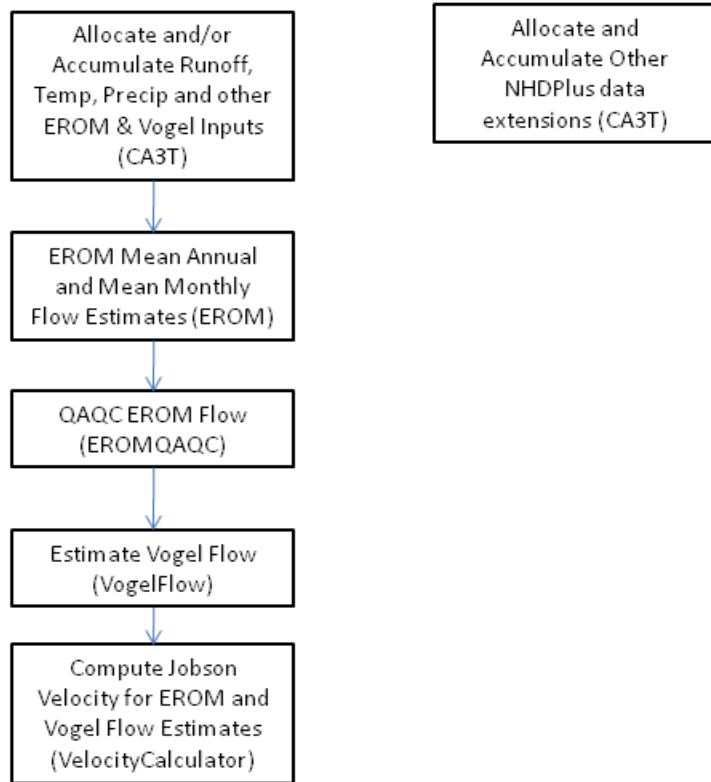 Allocate and/or
Accumulate Runoff,
Temp, Precip and other
EROM & Vogel Inputs
(CA3T)
Allocate and
Accumulate Other
NHDPlus data
extensions (CA3T)
EROM Mean Annual
and Mean Monthly
Flow Estimates (EROM)
QAQC EROM Flow
(EROMQAQC)
Estimate Vogel Flow
(VogelFlow)
Compute Jobson
Velocity for EROM and
Vogel Flow Estimates
(VelocityCalculator)